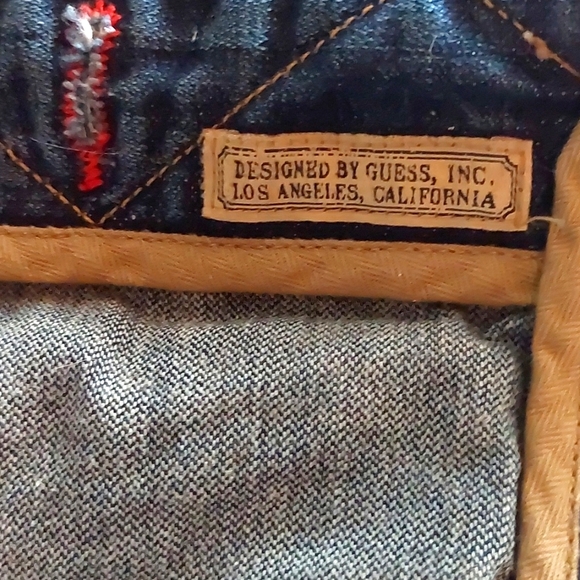 DESIGNED BY GUESS, INC.
LOS ANGELES, CALIFORNIA